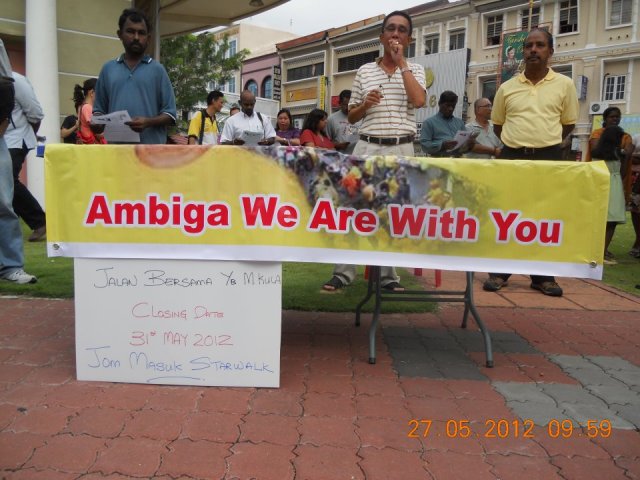 Ambiga We Are With You
JALAN BERSAMA YB M KULA
CLOSING DATE
31st MAY 2012
JOM MASUK STARWALK
27.05.2012 09:59